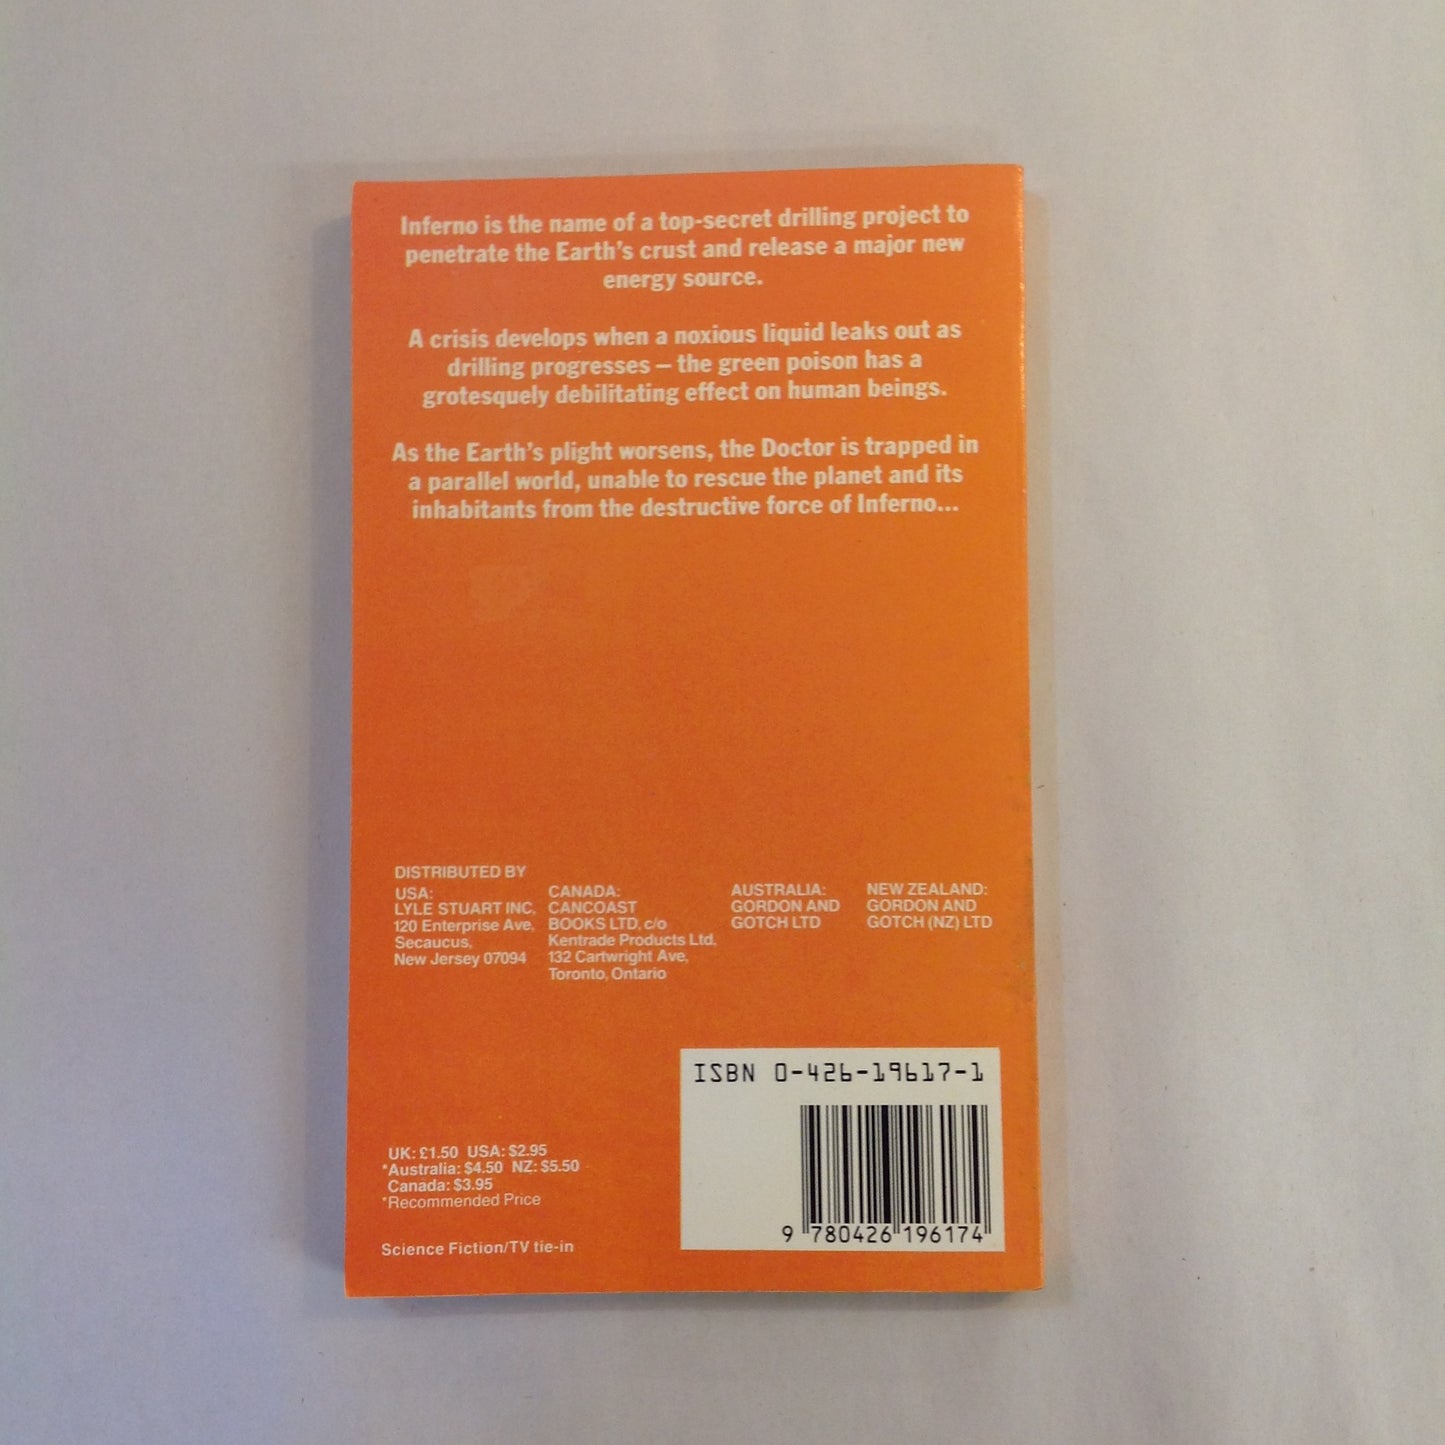 Inferno is the name of a top-secret drilling project to
penetrate the Earth's crust and release a major new
energy source.
A crisis develops when a noxious liquid leaks out as
drilling progresses – the green poison has a
grotesquely debilitating effect on human beings.
As the Earth's plight worsens, the Doctor is trapped in
a parallel world, unable to rescue the planet and its
inhabitants from the destructive force of Inferno...
DISTRIBUTED BY
USA:
LYLE STUART INC,
120 Enterprise Ave,
Secaucus,
New Jersey 07094
CANADA:
CANCOAST
BOOKS LTD, c/o
Kentrade Products Ltd,
132 Cartwright Ave,
Toronto, Ontario
AUSTRALIA:
GORDON AND
GOTCH LTD
NEW ZEALAND:
GORDON AND
GOTCH (NZ) LTD
ISBN 0-426-19617-1
9 780426 196174
UK: £1.50 USA: $2.95
*Australia: $4.50 NZ: $5.50
Canada: $3.95
*Recommended Price
Science Fiction/TV tie-in